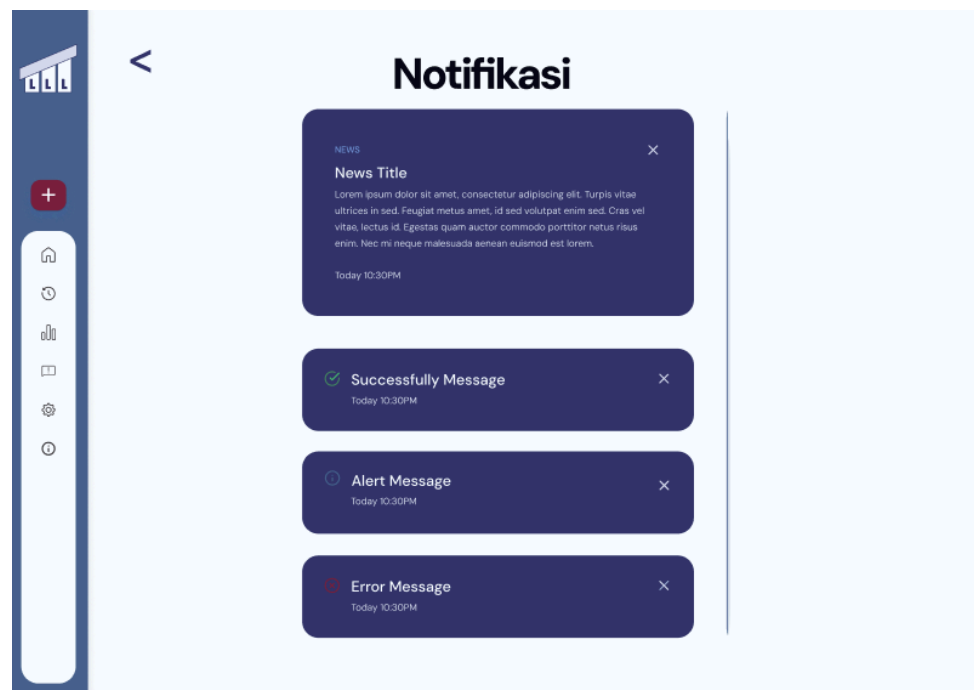 LLL
<
Notifikasi
NEWS
News Title
Lorem ipsum dolor sit amet, consectetur adipiscing elit. Turpis vitae
ultrices in sed. Feugiat metus amet, id sed volutpat enim sed. Cras vel
vitae, lectus id. Egestas quam auctor commodo porttitor netus risus
enim. Nec mi neque malesuada aenean euismod est lorem.
Today 10:30PM
Successfully Message
Today 10:30PM
Alert Message
Today 10:30PM
Error Message
Today 10:30PM